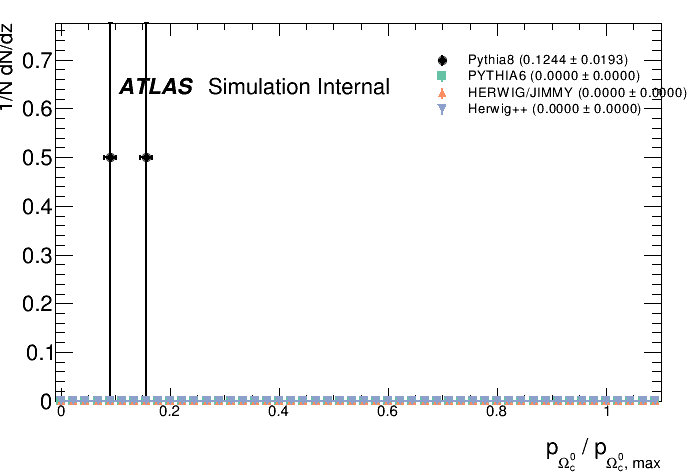 1/N dN/dz
0.7
0.6
0.5
0.4
0.3
0.2
0.1
0
ATLAS Simulation Internal
Pythia8 (0.1244 ± 0.0193)
PYTHIA6 (0.0000 ± 0.0000)
HERWIG/JIMMY (0.0000 ± 0.0000)
Herwig++ (0.0000 ± 0.0000)
0 0.2 0.4 0.6 0.8 1
p_{Ω_c^0} / p_{Ω_c^0, max}